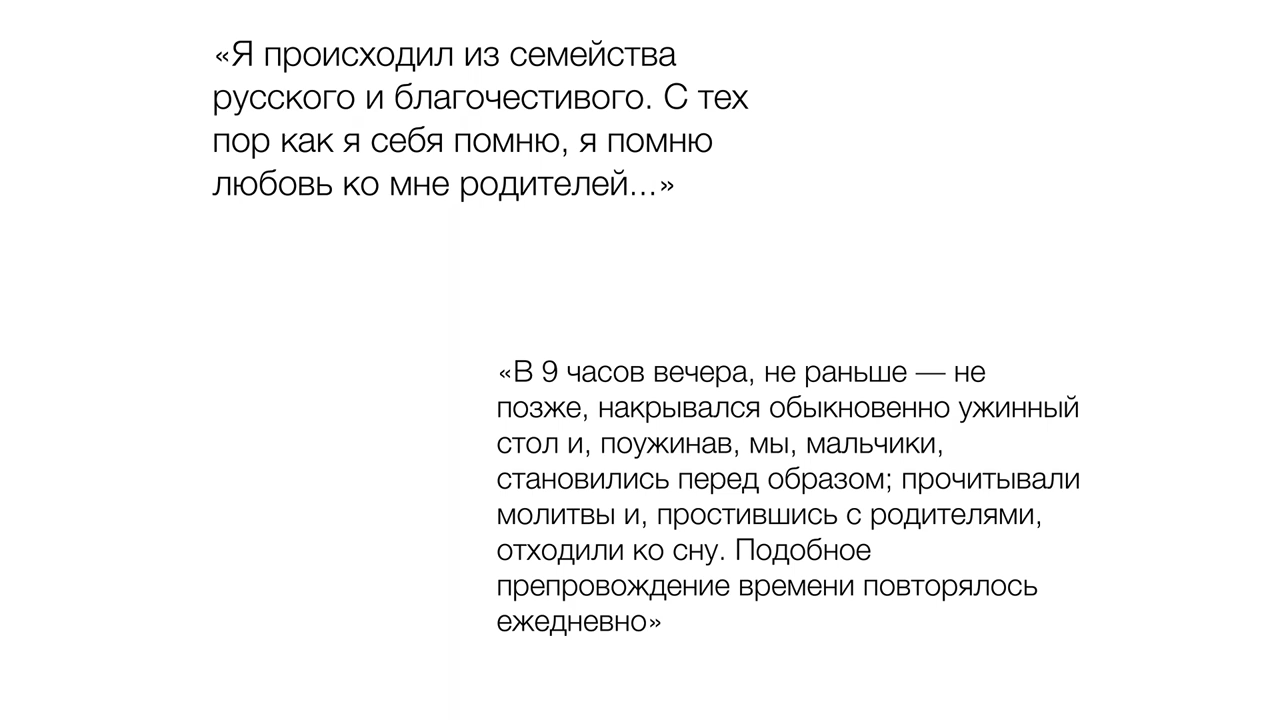 «Я происходил из семейства
русского и благочестивого. С тех
пор как я себя помню, я помню
любовь ко мне родителей...»
«В 9 часов вечера, не раньше — не
позже, накрывался обыкновенно ужинный
стол и, поужинав, мы, мальчики,
становились перед образом; прочитывали
молитвы и, простившись с родителями,
отходили ко сну. Подобное
препровождение времени повторялось
ежедневно»